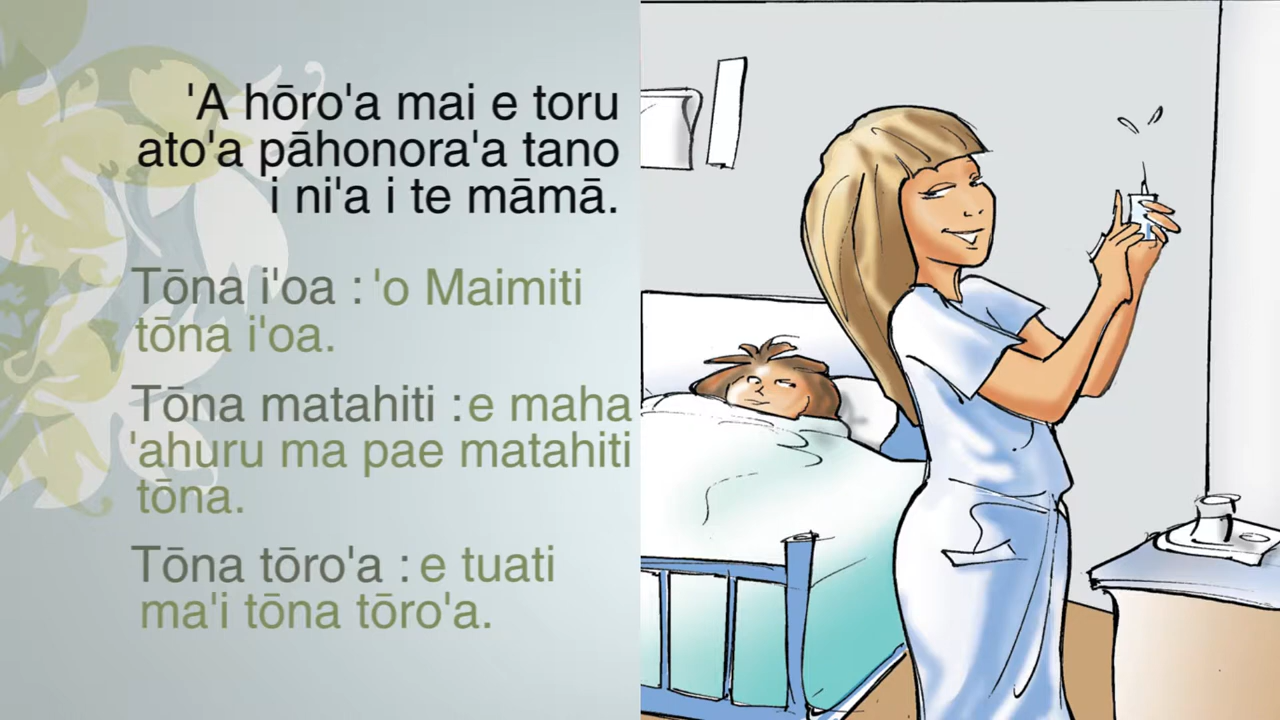 'A hōro'a mai e toru
ato'a pāhonora'a tano
i ni'a i te māmā.
Tōna i'oa : 'o Maimiti
tōna i'oa.
Tōna matahiti : e maha
'ahuru ma pae matahiti
tōna.
Tōna tōro'a : e tuati
ma'i tōna tōro'a.